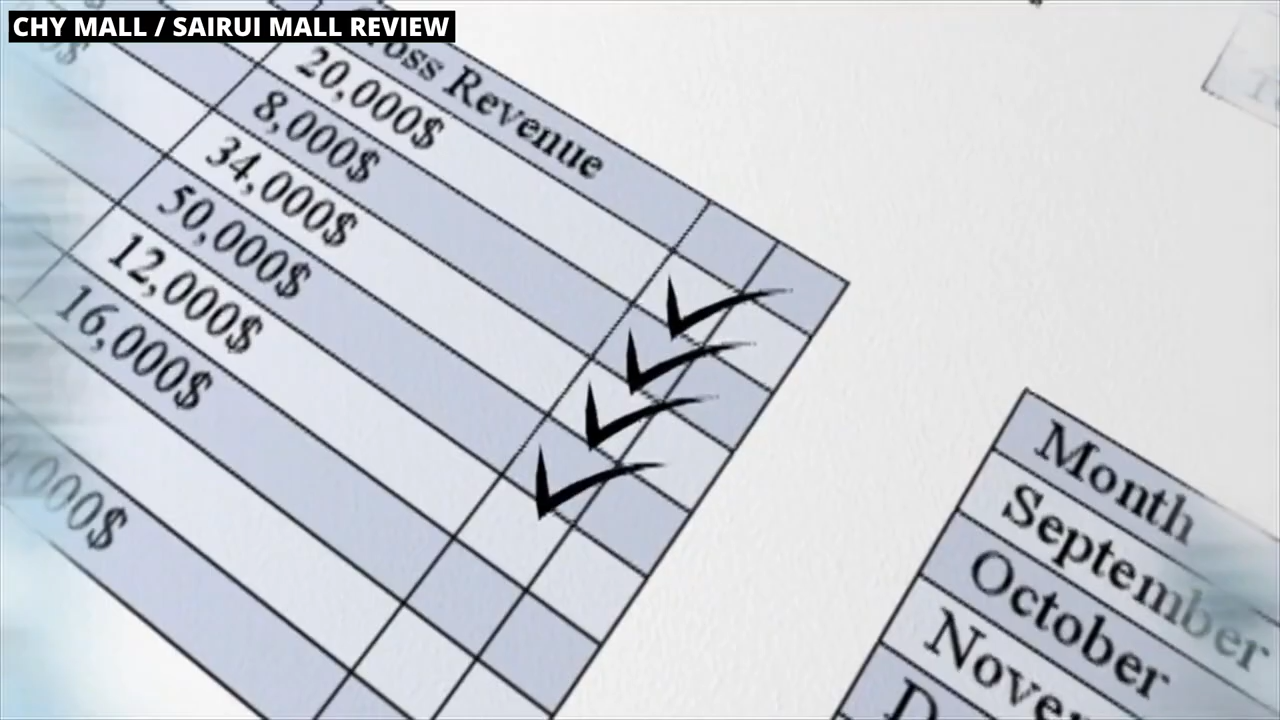 CHY MALL / SAIRUI MALL REVIEW
Revenue
20,000$
8,000$
34,000$
50,000$
12,000$
16,000$
Month
September
October